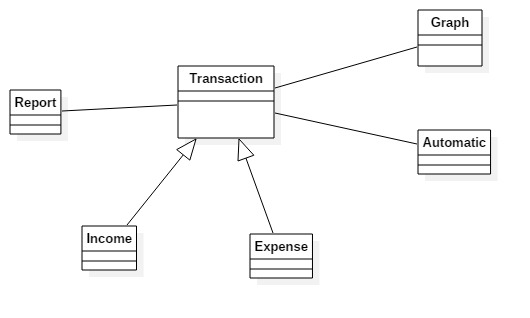 Graph
Transaction
Report
Automatic
Income
Expense